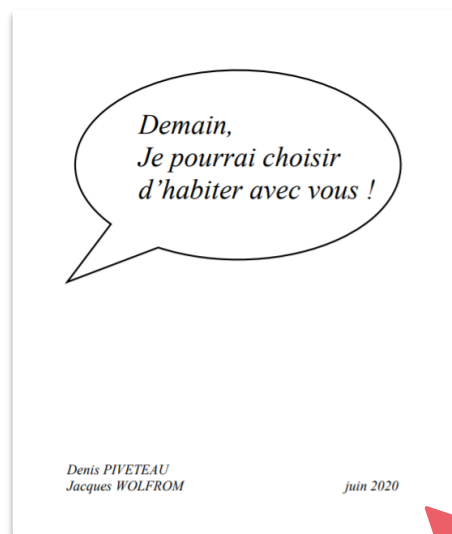 Demain,
Je pourrai choisir
d’habiter avec vous !
Denis PIVETEAU
Jacques WOLFROM
juin 2020